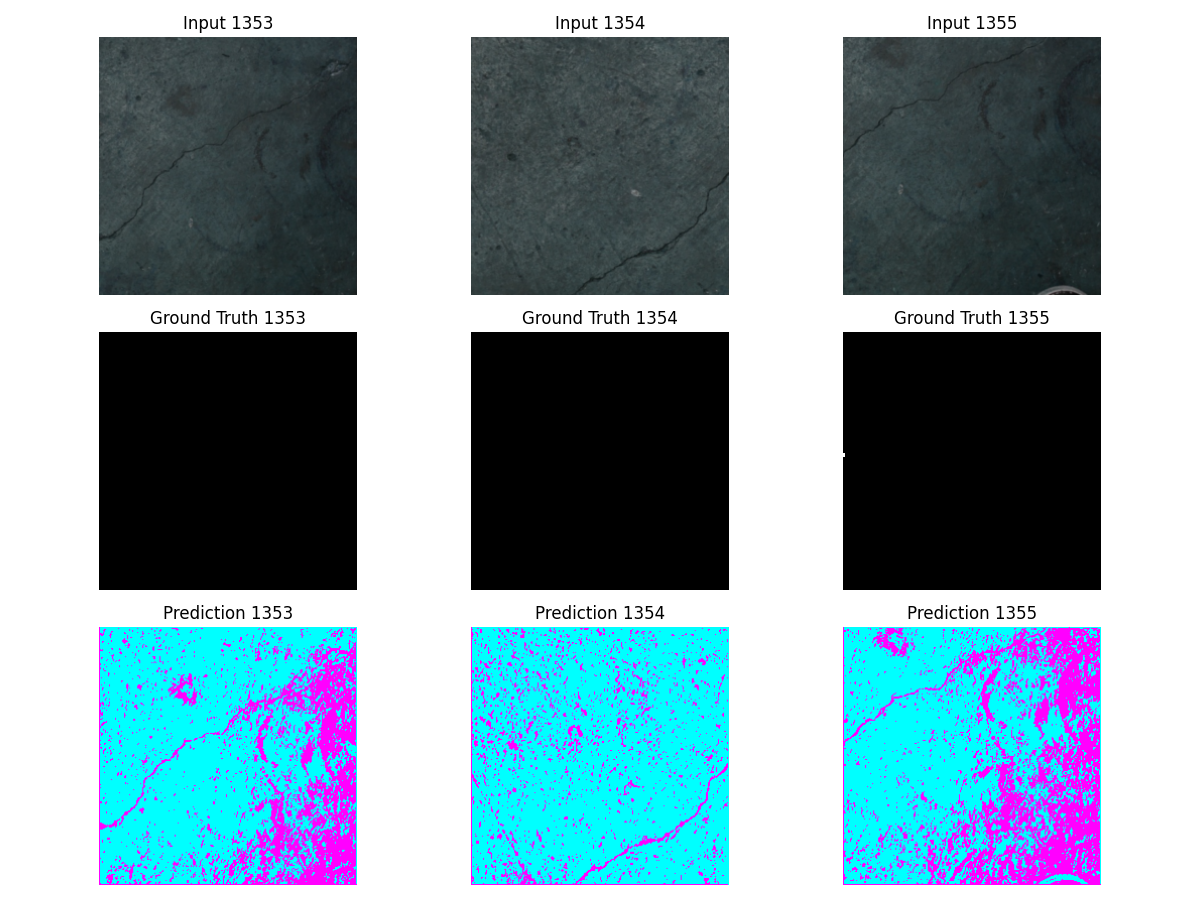 Input 1353
Input 1354
Input 1355
Ground Truth 1353
Ground Truth 1354
Ground Truth 1355
Prediction 1353
Prediction 1354
Prediction 1355